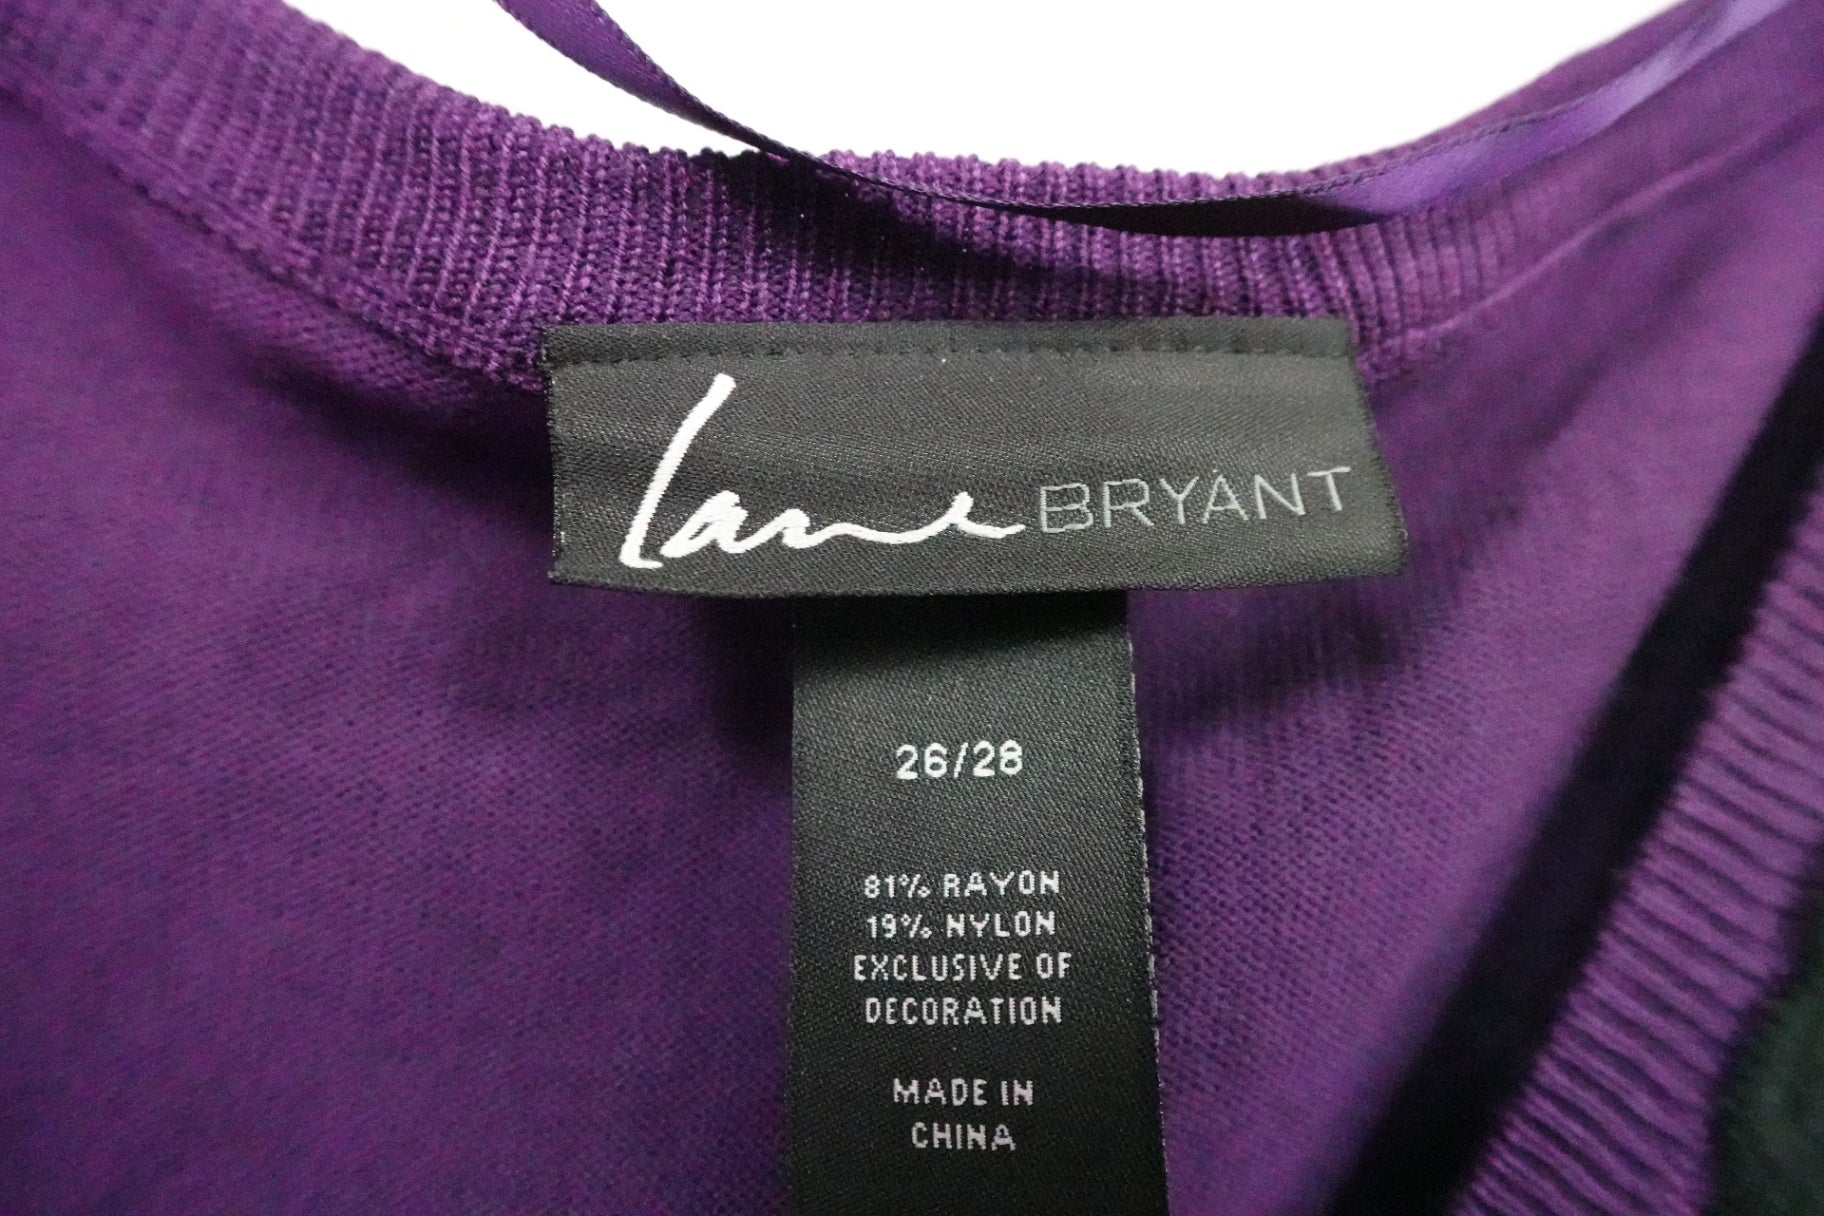 lane BRYANT
26/28
81% RAYON
19% NYLON
EXCLUSIVE OF
DECORATION
MADE IN
CHINA